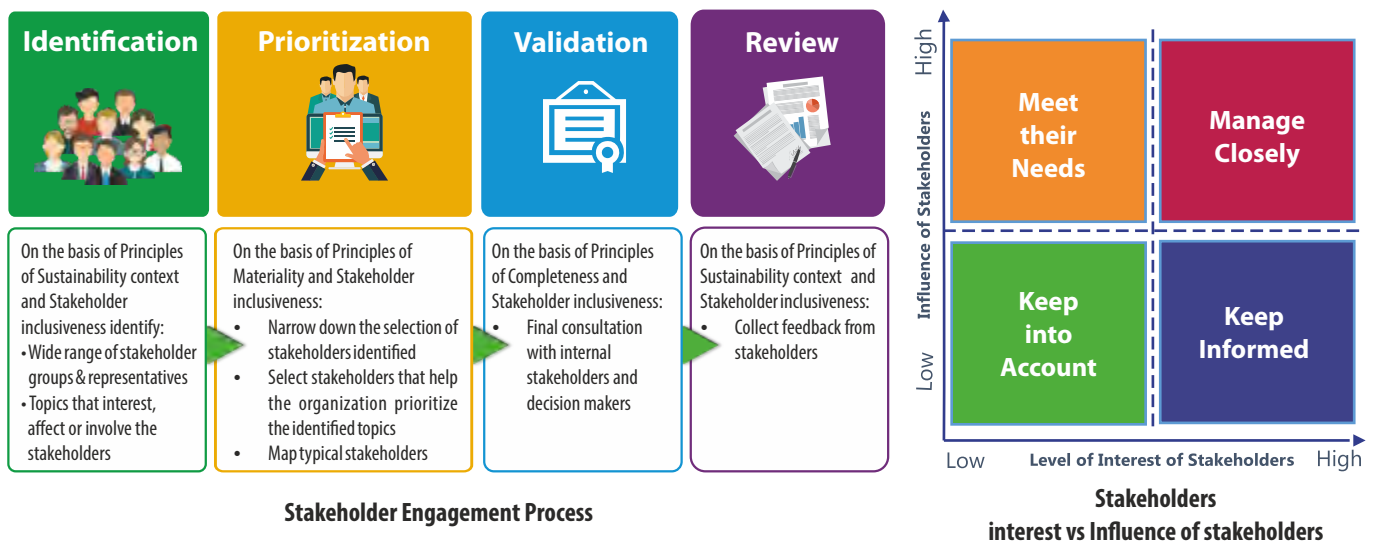 Identification
On the basis of Principles
of Sustainability context
and Stakeholder
inclusiveness identify:
• Wide range of stakeholder
groups & representatives
• Topics that interest,
affect or involve the
stakeholders
Prioritization
On the basis of Principles of
Materiality and Stakeholder
inclusiveness:
• Narrow down the selection of
stakeholders identified
• Select stakeholders that help
the organization prioritize
the identified topics
• Map typical stakeholders
Validation
On the basis of Principles
of Completeness and
Stakeholder inclusiveness:
• Final consultation
with internal
stakeholders and
decision makers
Review
On the basis of Principles of
Sustainability context and
Stakeholder inclusiveness:
• Collect feedback from
stakeholders
Stakeholder Engagement Process
High
Influence of Stakeholders
Low
Meet
their
Needs
Manage
Closely
Keep
into
Account
Keep
Informed
Low
Level of Interest of Stakeholders
High
Stakeholders
interest vs Influence of stakeholders